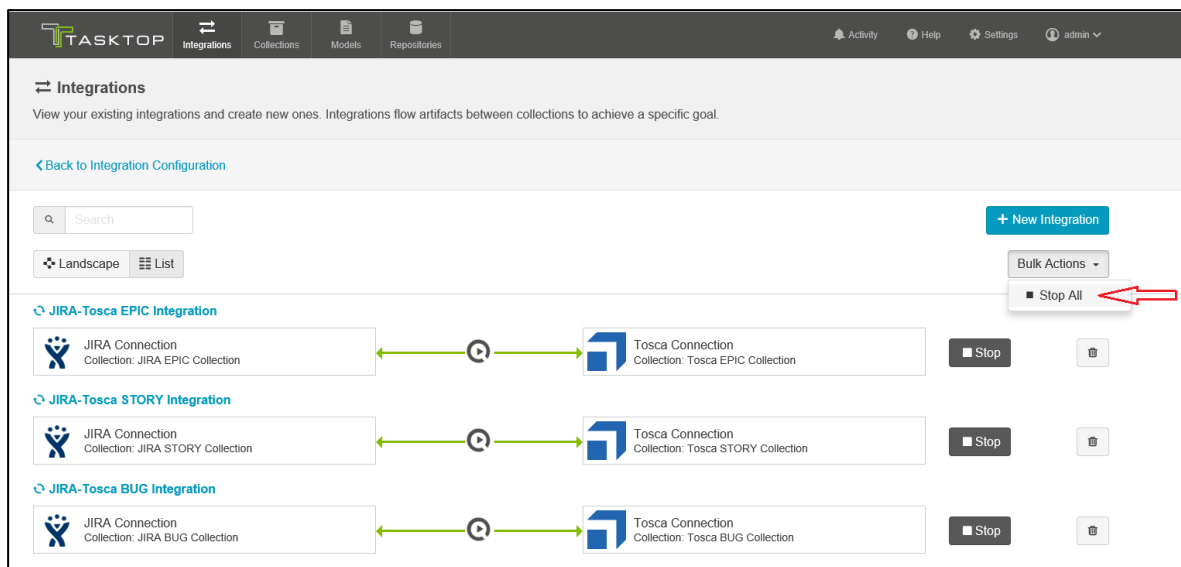 TASKTOP
Integrations
Collections
Models
Repositories
Activity
Help
Settings
admin
Integrations
View your existing integrations and create new ones. Integrations flow artifacts between collections to achieve a specific goal.
Back to Integration Configuration
Search
+ New Integration
Landscape
List
Bulk Actions
Stop All
JIRA-Tosca EPIC Integration
JIRA Connection
Collection: JIRA EPIC Collection
Tosca Connection
Collection: Tosca EPIC Collection
Stop
JIRA-Tosca STORY Integration
JIRA Connection
Collection: JIRA STORY Collection
Tosca Connection
Collection: Tosca STORY Collection
Stop
JIRA-Tosca BUG Integration
JIRA Connection
Collection: JIRA BUG Collection
Tosca Connection
Collection: Tosca BUG Collection
Stop